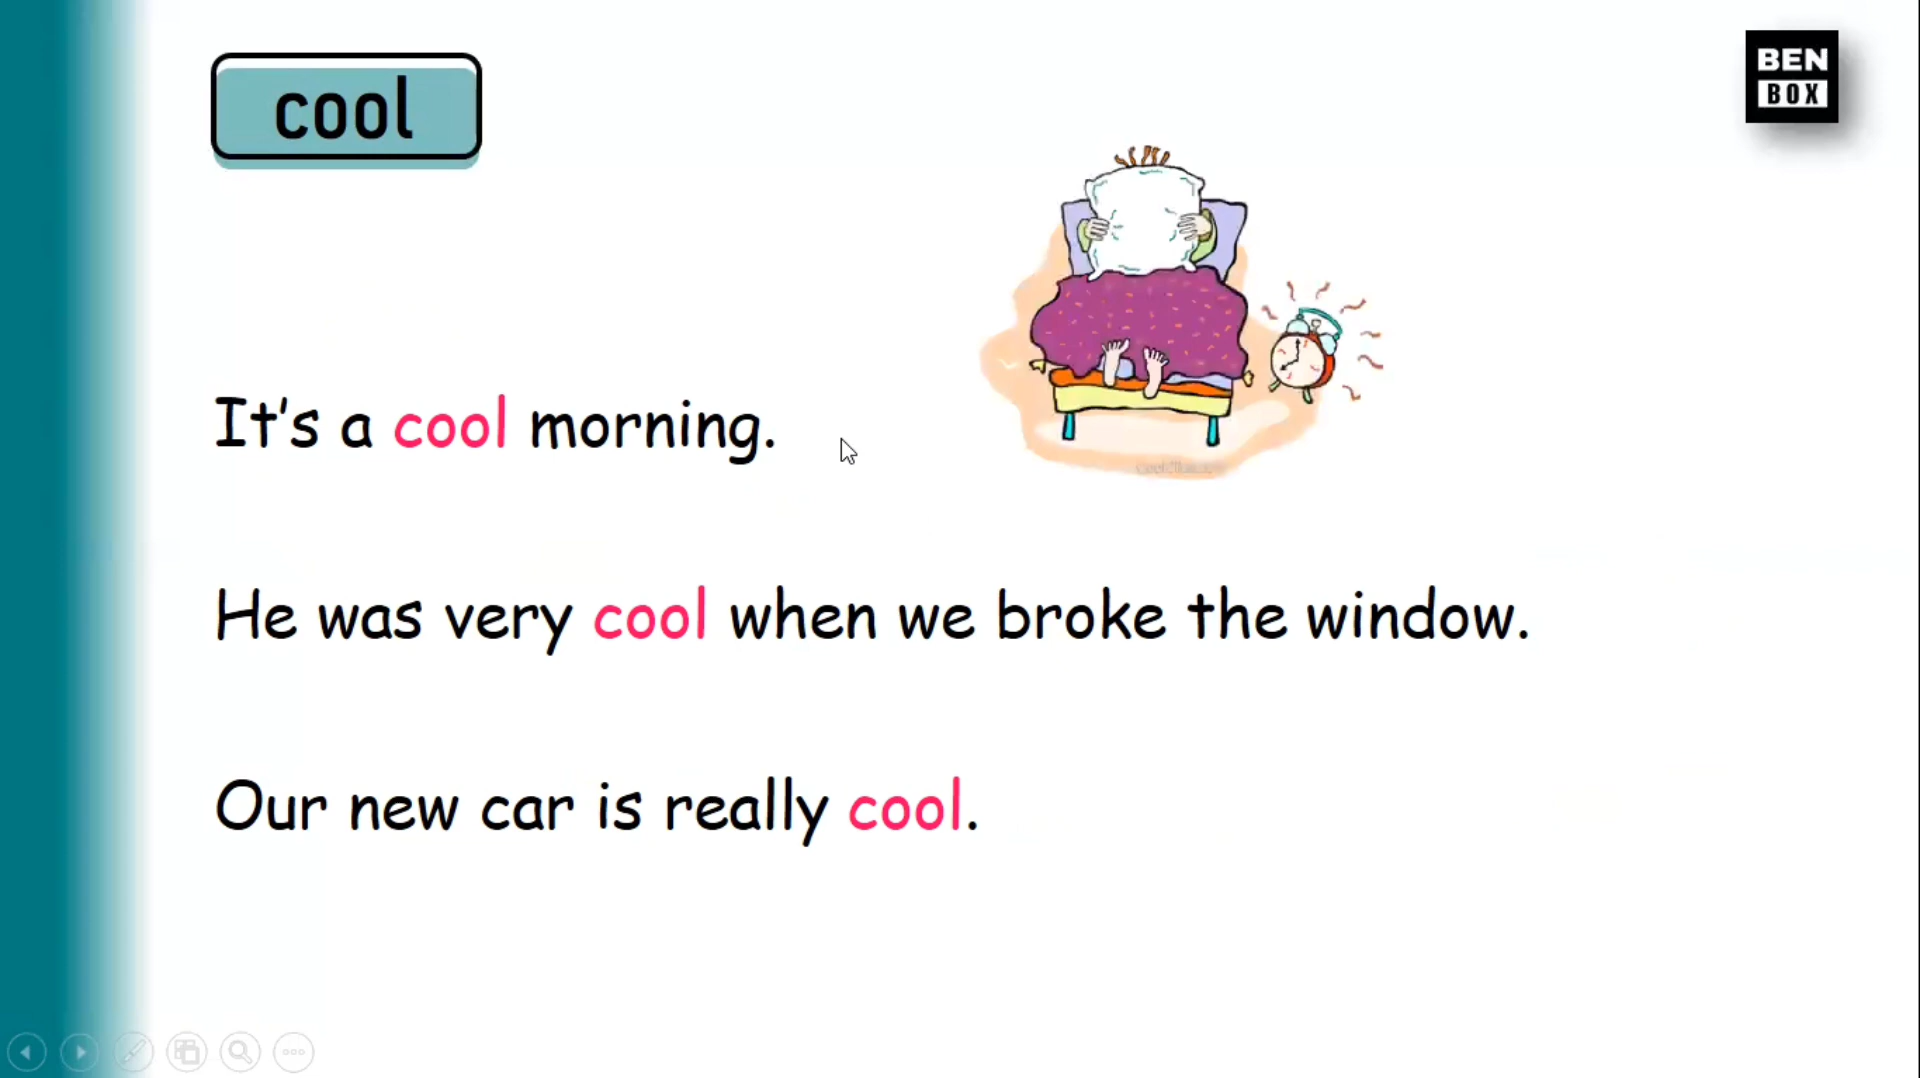 cool
BEN
BOX
It's a cool morning.
He was very cool when we broke the window.
Our new car is really cool.